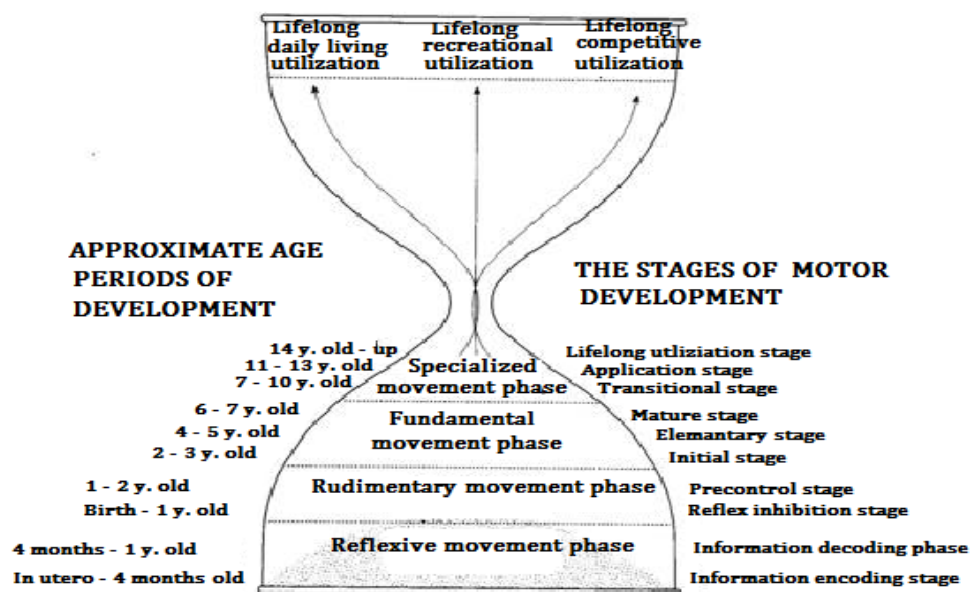 Lifelong daily living utilization
Lifelong recreational utilization
Lifelong competitive utilization
APPROXIMATE AGE
PERIODS OF
DEVELOPMENT
THE STAGES OF MOTOR
DEVELOPMENT
14 y. old - up
11 - 13 y. old
7 - 10 y. old
Specialized
movement phase
Lifelong utliziation stage
Application stage
Transitional stage
6 - 7 y. old
4 - 5 y. old
2 - 3 y. old
Fundamental
movement phase
Mature stage
Elemantary stage
Initial stage
1 - 2 y. old
Birth - 1 y. old
Rudimentary movement phase
Precontrol stage
Reflex inhibition stage
4 months - 1 y. old
In utero - 4 months old
Reflexive movement phase
Information decoding phase
Information encoding stage